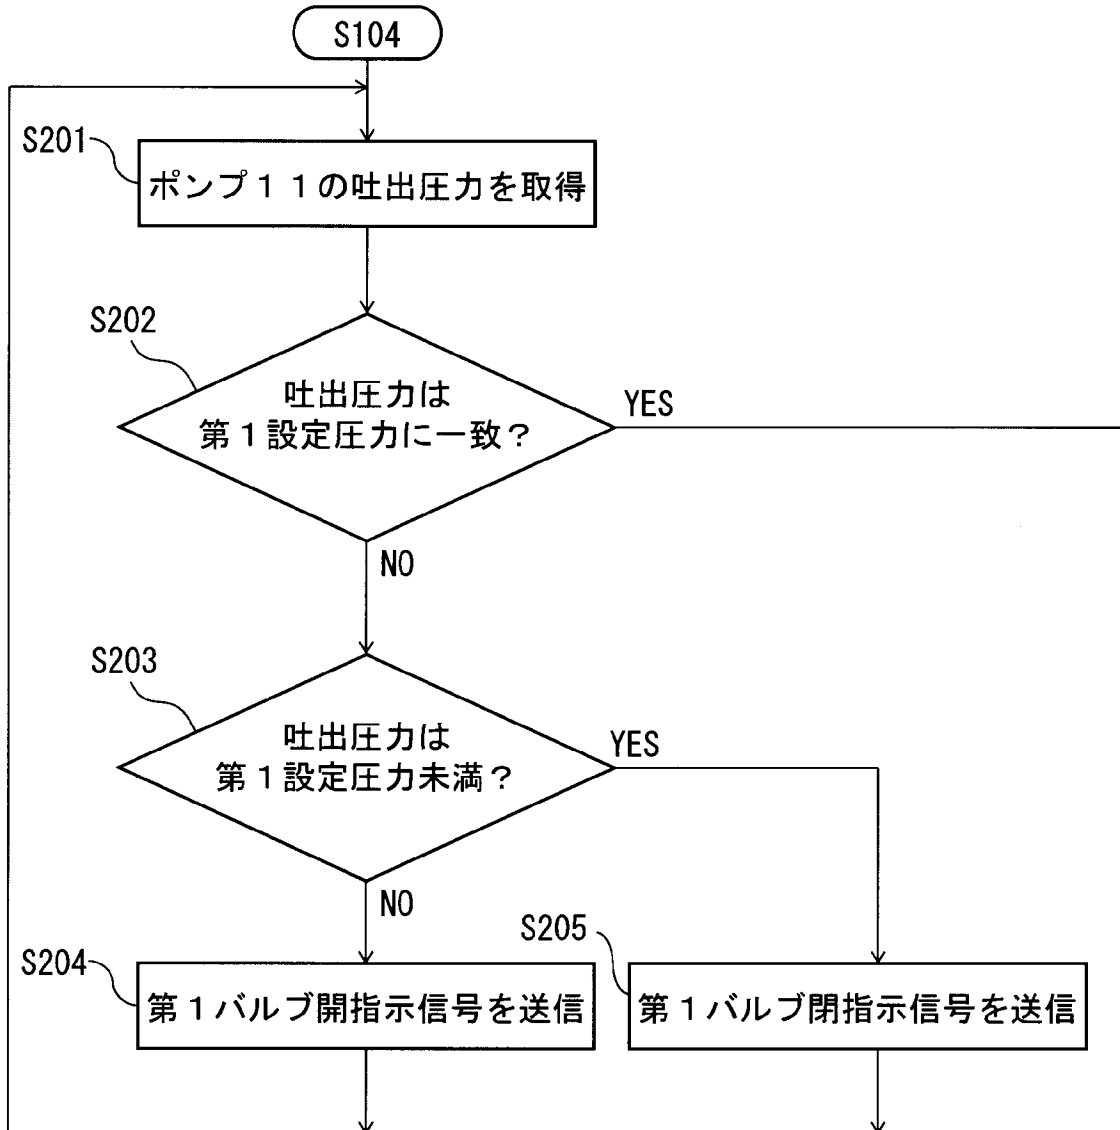 S104
S201
ポンプ１１の吐出圧力を取得
S202
吐出圧力は
第１設定圧力に一致？
YES
NO
S203
吐出圧力は
第１設定圧力未満？
YES
NO
S204
第１バルブ開指示信号を送信
S205
第１バルブ閉指示信号を送信